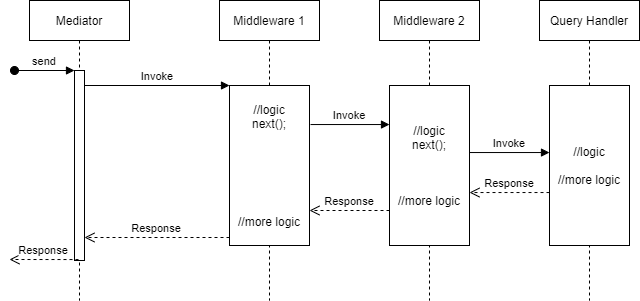 Mediator
Middleware 1
Middleware 2
Query Handler
send
Invoke
//logic
next();
Invoke
//logic
next();
Invoke
//logic
//more logic
Response
//more logic
Response
//more logic
Response
Response